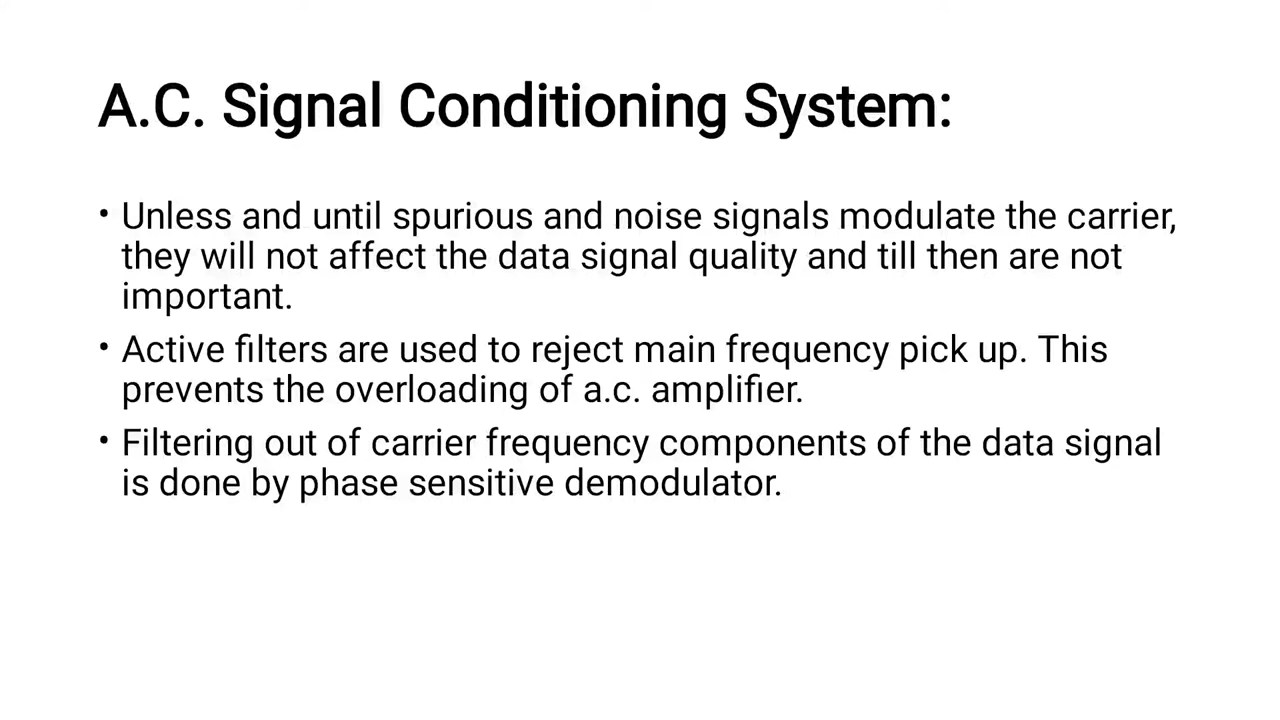 A.C. Signal Conditioning System:
• Unless and until spurious and noise signals modulate the carrier,
they will not affect the data signal quality and till then are not
important.
• Active filters are used to reject main frequency pick up. This
prevents the overloading of a.c. amplifier.
• Filtering out of carrier frequency components of the data signal
is done by phase sensitive demodulator.